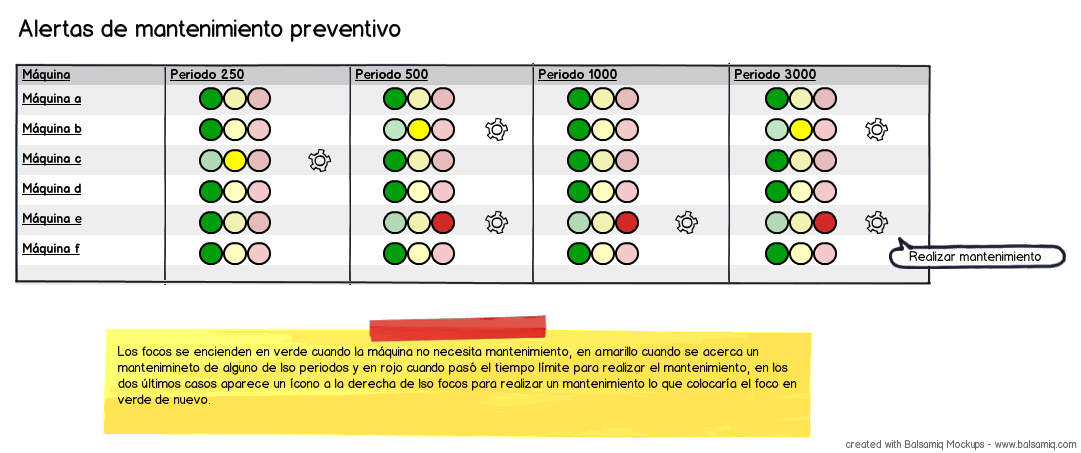 Alertas de mantenimiento preventivo
Máquina Periodo 250 Periodo 500 Periodo 1000 Periodo 3000
Máquina a
Máquina b
Máquina c
Máquina d
Máquina e
Máquina f
Realizar mantenimiento
Los focos se encienden en verde cuando la máquina no necesita mantenimiento, en amarillo cuando se acerca un
mantenimineto de alguno de lso periodos y en rojo cuando pasó el tiempo límite para realizar el mantenimiento, en los
dos últimos casos aparece un ícono a la derecha de lso focos para realizar un mantenimiento lo que colocaría el foco en
verde de nuevo.
created with Balsamiq Mockups - www.balsamiq.com